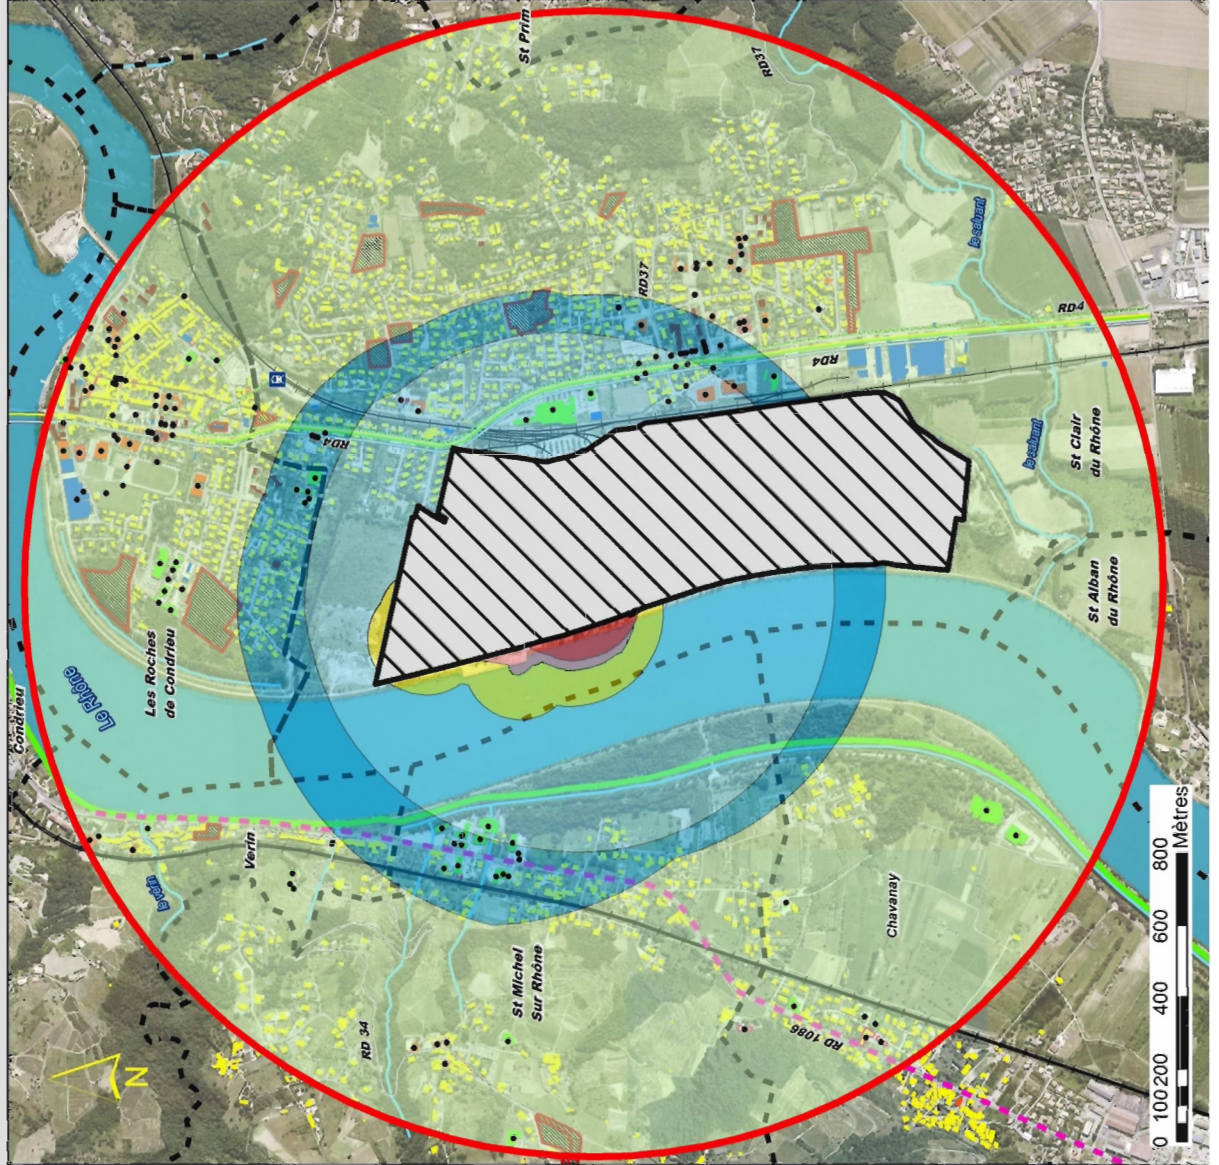 St Prim
RD37
le saluant
RD37
RD4
RD4
RD4
le saluant
St Clair
du Rhône
St Alban
du Rhône
Les Roches
de Condrieu
Le Rhône
Condrieu
Verin
le vérin
Chavanay
St Michel
Sur Rhône
RD 34
RD 1086
N
0 100 200 400 600 800
Mètres